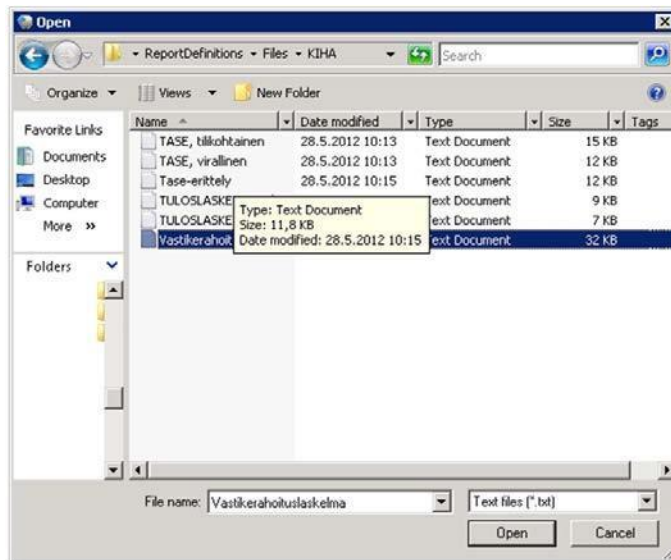 Open
ReportDefinitions Files KIHA Search
Organize Views New Folder
Favorite Links Name Date modified Type Size Tags
Documents TASE, tilikohtainen 28.5.2012 10:13 Text Document 15 KB
Desktop TASE, virallinen 28.5.2012 10:13 Text Document 12 KB
Computer Tase-erittely 28.5.2012 10:15 Text Document 12 KB
More »
TULOSLASKE 9 KB
TULOSLASKE Text Document 7 KB
Vastikerahoit Text Document 32 KB
Type: Text Document
Size: 11,8 KB
Date modified: 28.5.2012 10:15
Folders
File name: Vastikerahoituslaskelma Text files (*.txt)
Open Cancel